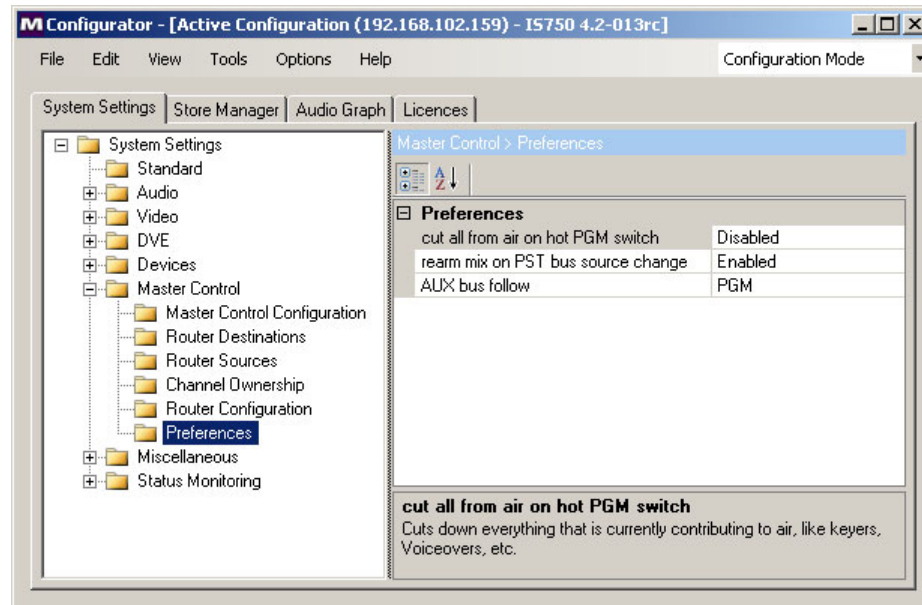 M Configurator - [Active Configuration (192.168.102.159) - IS750 4.2-013rc]
File Edit View Tools Options Help Configuration Mode
System Settings Store Manager Audio Graph Licences
System Settings
Standard
Audio
Video
DVE
Devices
Master Control
Master Control Configuration
Router Destinations
Router Sources
Channel Ownership
Router Configuration
Preferences
Miscellaneous
Status Monitoring
Master Control > Preferences
A Z
Preferences
cut all from air on hot PGM switch Disabled
rearm mix on PST bus source change Enabled
AUX bus follow PGM
cut all from air on hot PGM switch
Cuts down everything that is currently contributing to air, like keyers,
Voiceovers, etc.